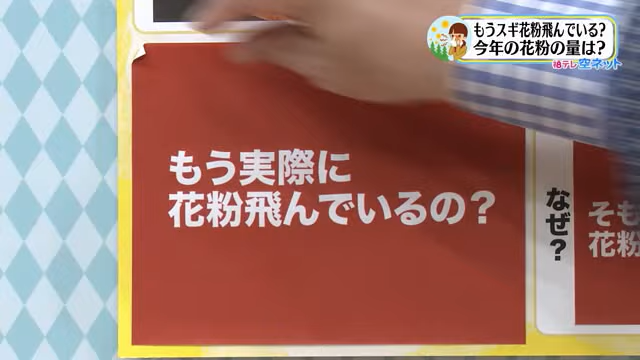 もうスギ花粉飛んでいる?
今年の花粉の量は?
空ネット
もう実際に
花粉飛んでいるの?
なぜ?
そも
花粉